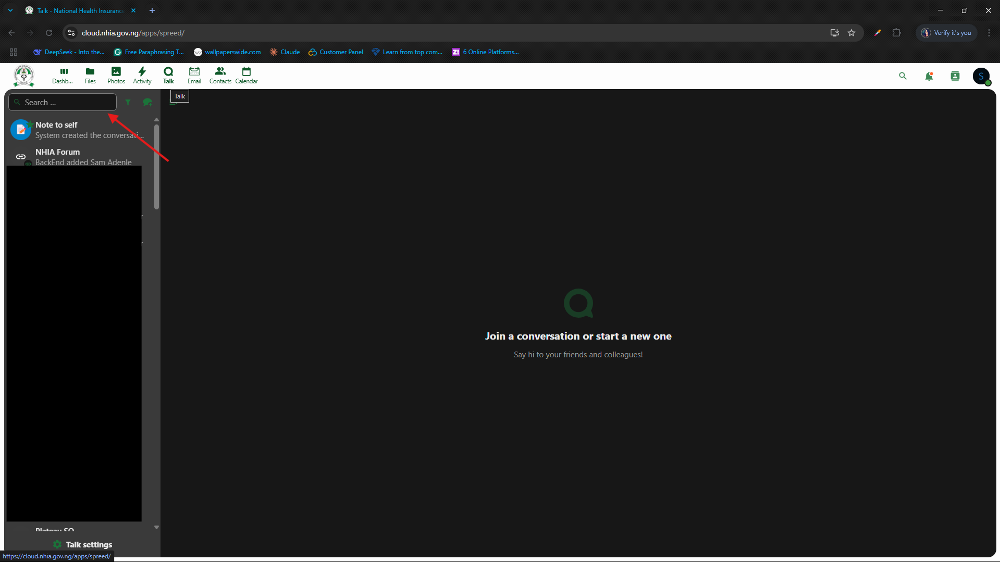 Talk - National Health Insurance
cloud.nhia.gov.ng/apps/spreed/
Verify it's you
DeepSeek - Into the...
Free Paraphrasing T...
wallpaperswide.com
Claude
Customer Panel
Learn from top com...
Z!
6 Online Platforms...
Dashb...
Files
Photos
Activity
Talk
Email
Contacts
Calendar
S
Talk
Search ...
Note to self
System created the conversati...
NHIA Forum
BackEnd added Sam Adenle
Join a conversation or start a new one
Say hi to your friends and colleagues!
Plateau SO
Talk settings
https://cloud.nhia.gov.ng/apps/spreed/